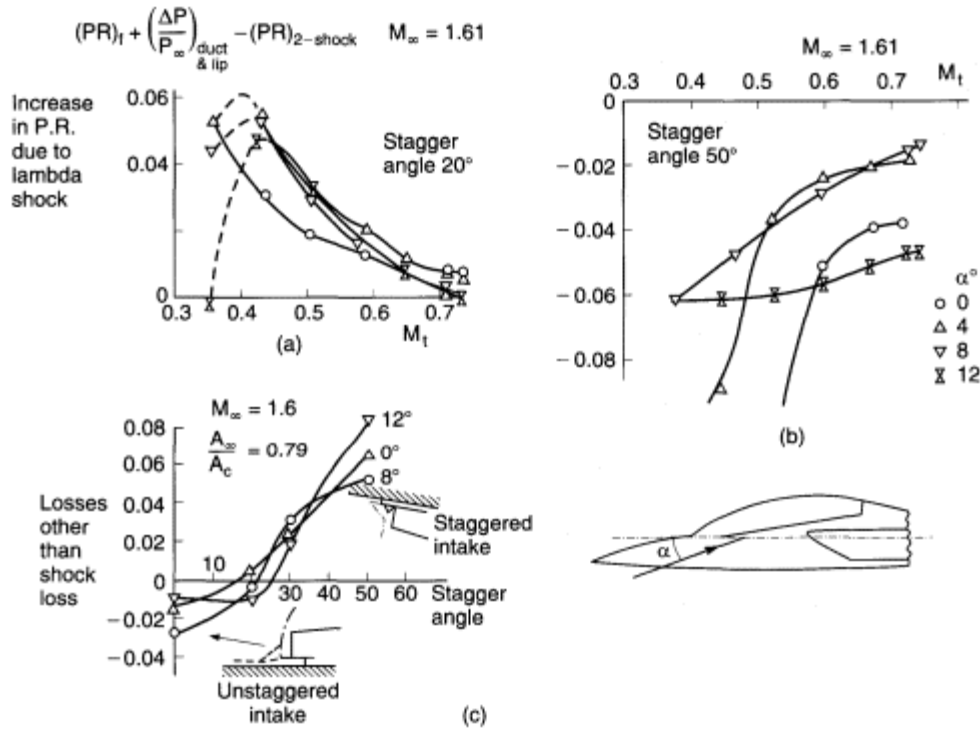 (PR)f + (ΔP/P∞)duct & lip − (PR)2−shock   M∞ = 1.61
Increase
in P.R.
due to
lambda
shock
0.06
0.04
0
Stagger
angle 20°
0.3 0.4 0.5 0.6 0.7
Mt
(a)
M∞ = 1.61
0.3 0.4 0.5 0.6 0.7 Mt
0
−0.02
−0.04
−0.06
−0.08
Stagger
angle 50°
α°
0
4
8
12
(b)
M∞ = 1.6
A∞/Ac = 0.79
Losses
other
than
shock
loss
0.08
0.06
0.04
0.02
0
−0.02
−0.04
10 30 40 50 60
Stagger
angle
12°
0°
8°
Staggered
intake
Unstaggered
intake
(c)
α